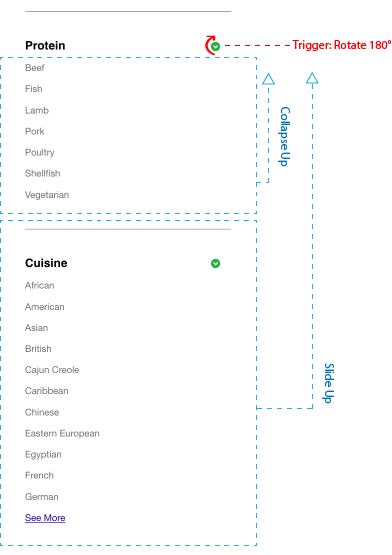 Protein
Trigger: Rotate 180°
Beef
Fish
Lamb
Pork
Poultry
Shellfish
Vegetarian
Collapse Up
Cuisine
African
American
Asian
British
Cajun Creole
Caribbean
Chinese
Eastern European
Egyptian
French
German
See More
Slide Up